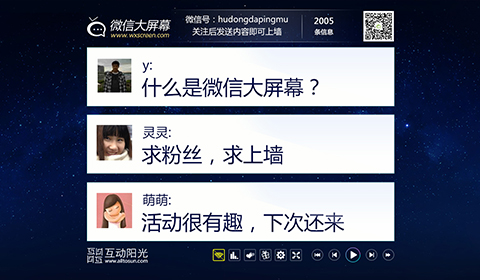 微信大屏幕
www.wxscreen.com
微信号：hudongdapingmu
关注后发送内容即可上墙
2005
条信息
y:
什么是微信大屏幕？
灵灵:
求粉丝，求上墙
萌萌:
活动很有趣，下次还来
互动阳光
www.alltosun.com